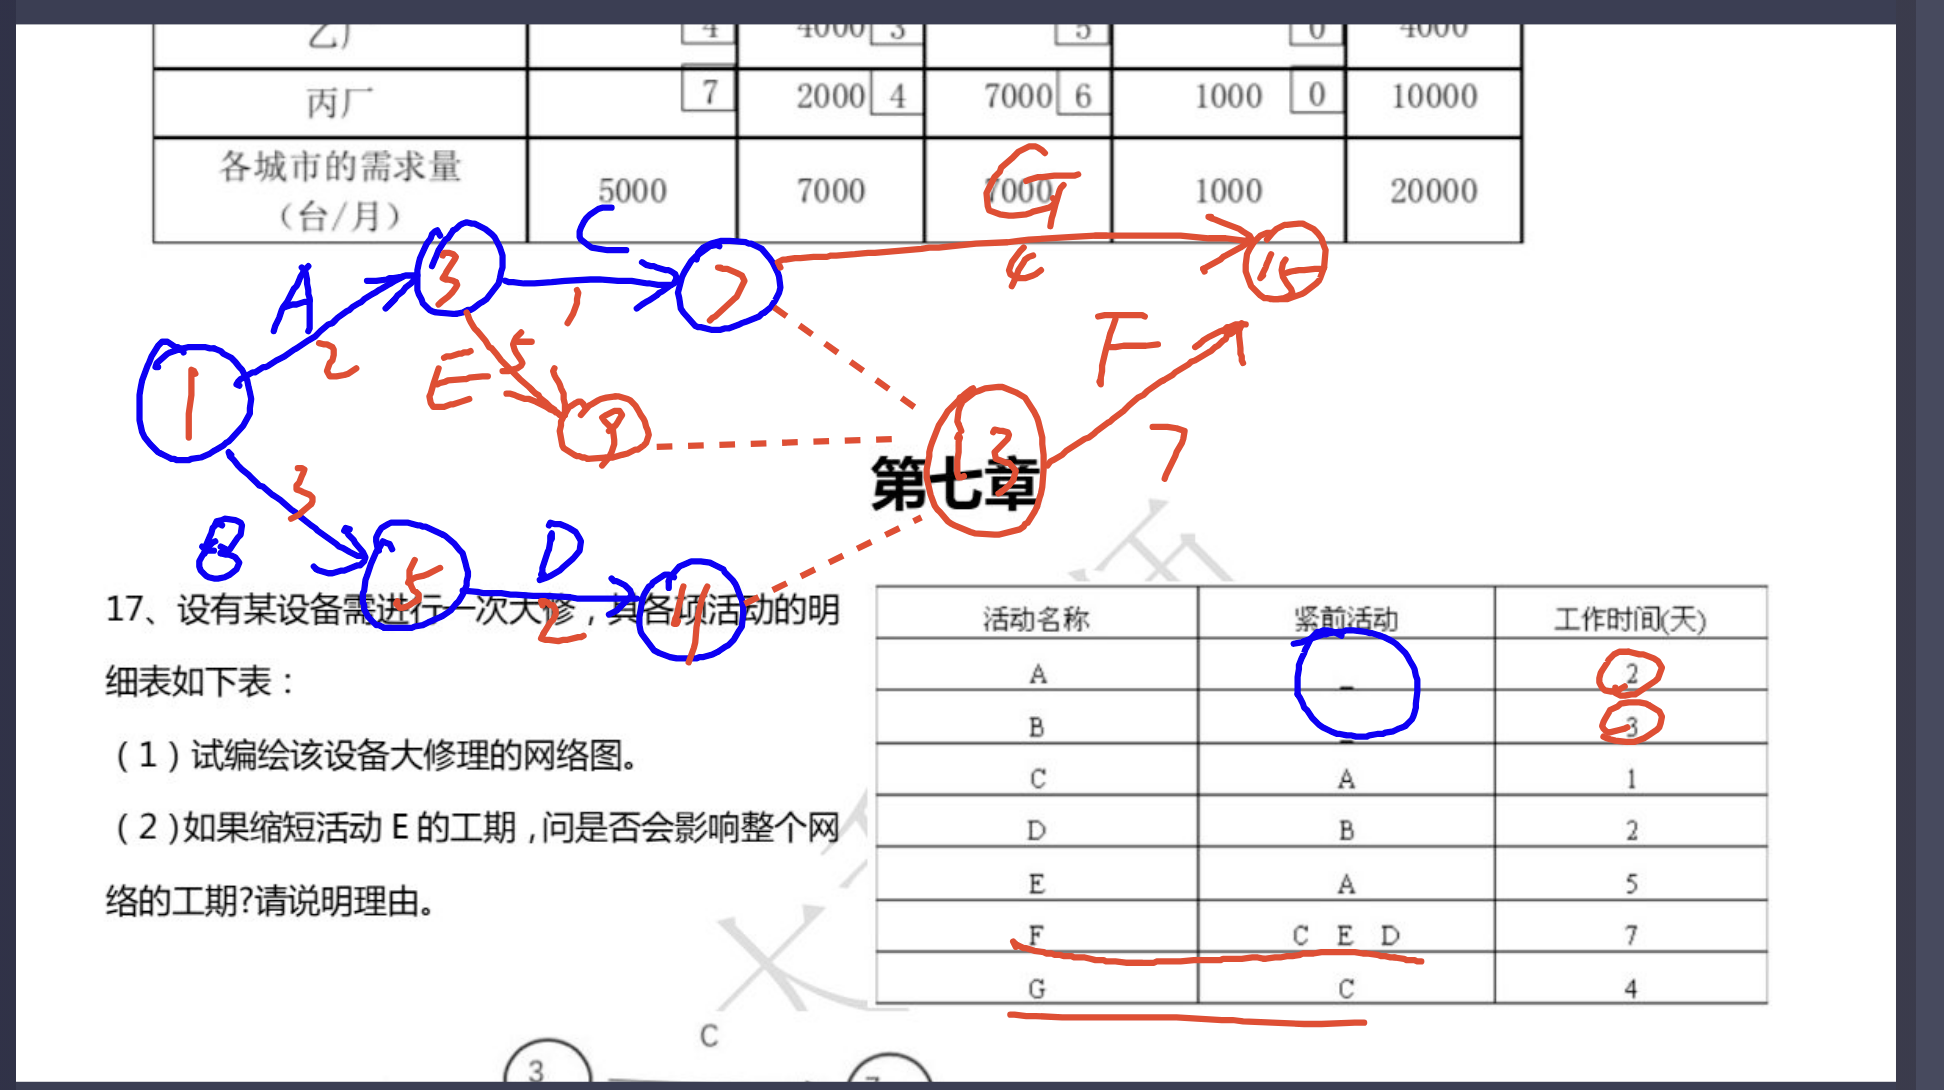 乙厂 4 4000 3 5 0 4000
丙厂 7 2000 4 7000 6 1000 0 10000
各城市的需求量
（台/月） 5000 7000 7000 1000 20000
G
C
3 7 15
A 4
1 F
2 E 5
1 9
7
3 13
第七章
B D
5 11
2
17、设有某设备需进行一次大修，其各项活动的明
细表如下表：
（1）试编绘该设备大修理的网络图。
（2）如果缩短活动 E 的工期，问是否会影响整个网
络的工期?请说明理由。
活动名称 紧前活动 工作时间(天)
A _ 2
B _ 3
C A 1
D B 2
E A 5
F C E D 7
G C 4
C
3 7